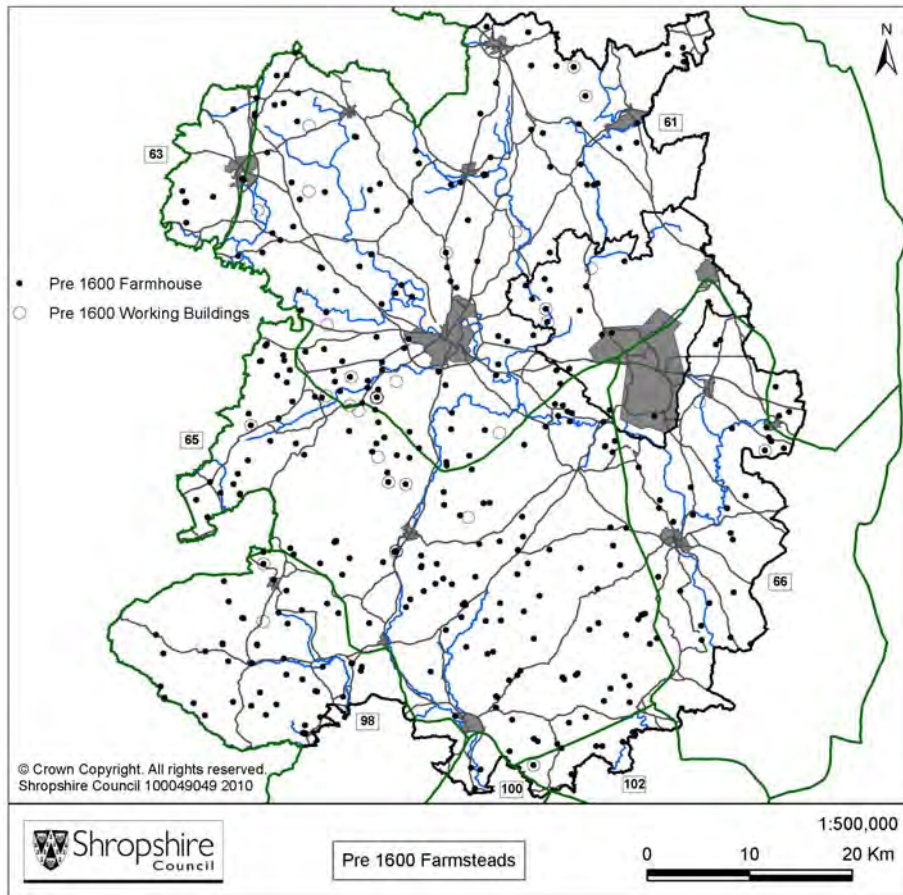 N
61
63
Pre 1600 Farmhouse
Pre 1600 Working Buildings
65
66
98
© Crown Copyright. All rights reserved.
Shropshire Council 100049049 2010
100
102
Shropshire
Council
Pre 1600 Farmsteads
1:500,000
0 10 20 Km